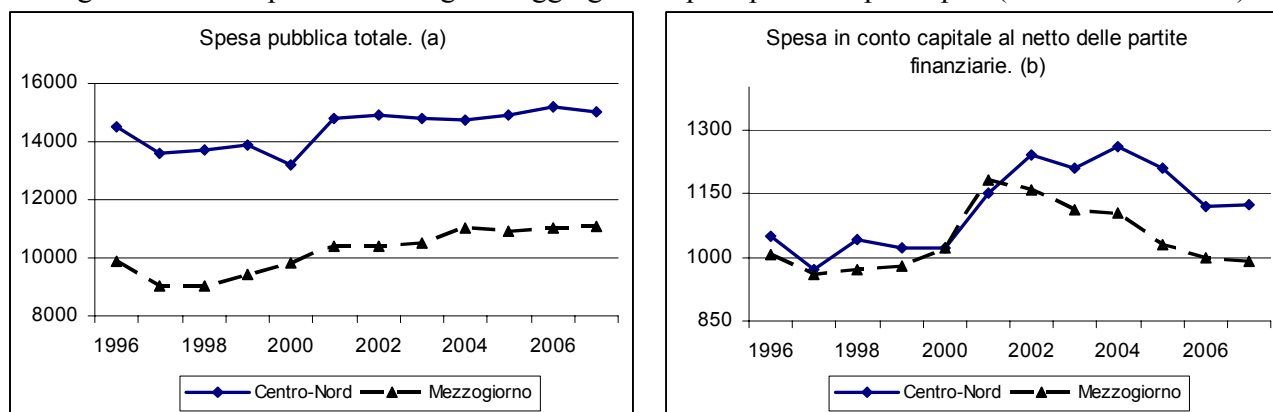 Spesa pubblica totale. (a)
16000
14000
12000
10000
8000
1996 1998 2000 2002 2004 2006
Centro-Nord Mezzogiorno
Spesa in conto capitale al netto delle partite
finanziarie. (b)
1300
1150
1000
850
1996 1998 2000 2002 2004 2006
Centro-Nord Mezzogiorno